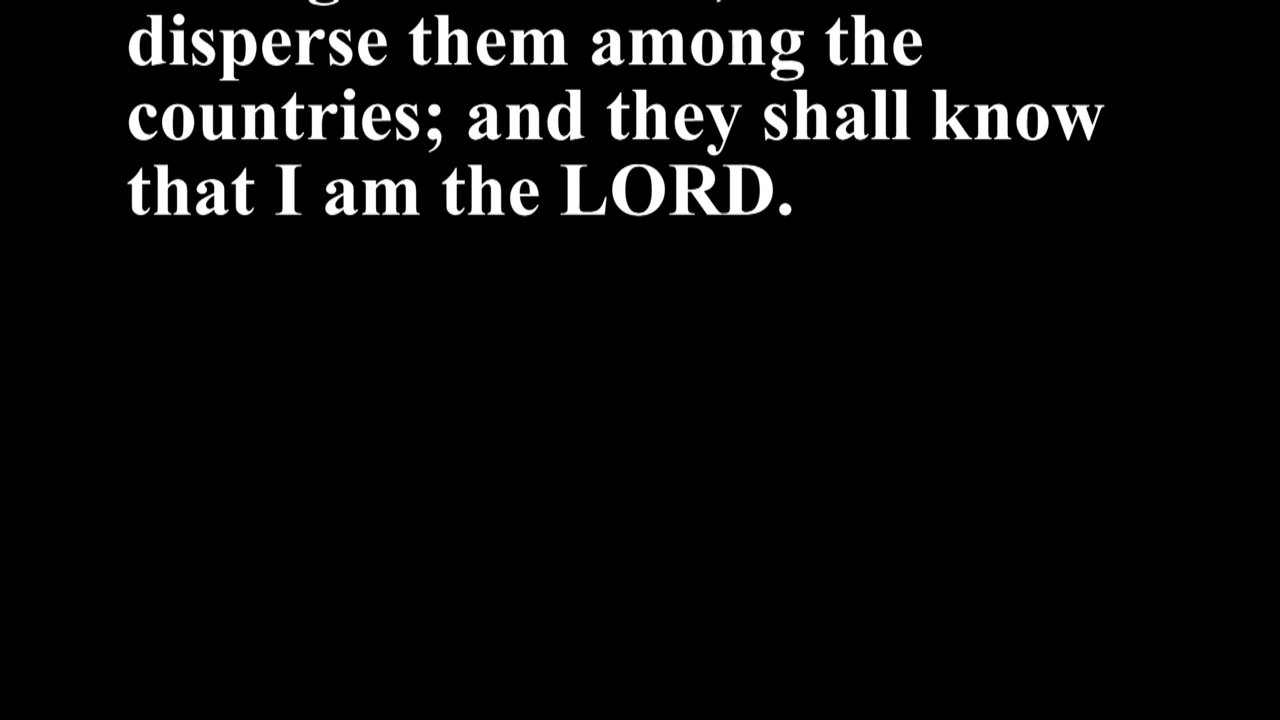 disperse them among the
countries; and they shall know
that I am the LORD.